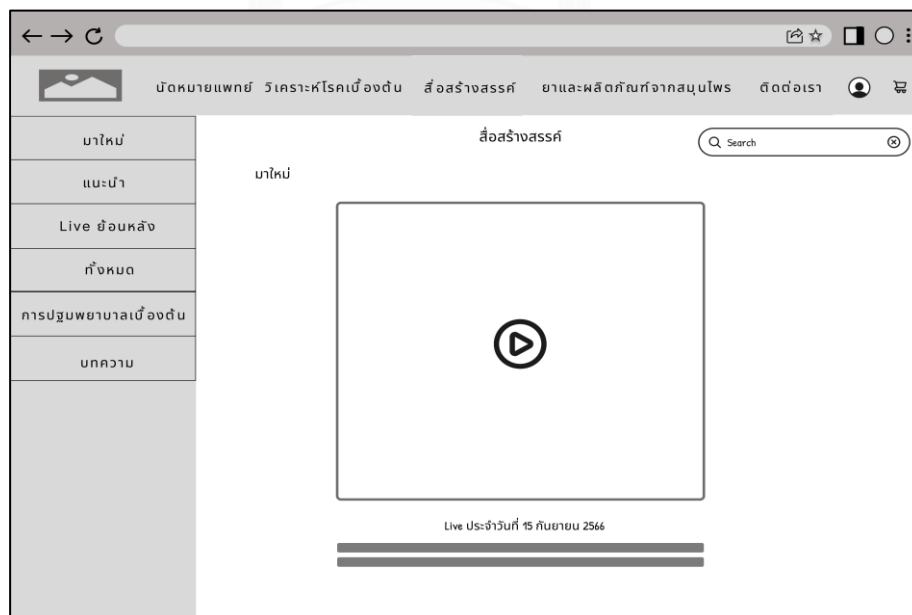 นัดหมายแพทย์ วิเคราะห์โรคเบื้องต้น สื่อสร้างสรรค์ ยาและผลิตภัณฑ์จากสมุนไพร ติดต่อเรา
มาใหม่
แนะนำ
Live ย้อนหลัง
ทั้งหมด
การปฐมพยาบาลเบื้องต้น
บทความ
สื่อสร้างสรรค์
Search
มาใหม่
Live ประจำวันที่ 15 กันยายน 2566